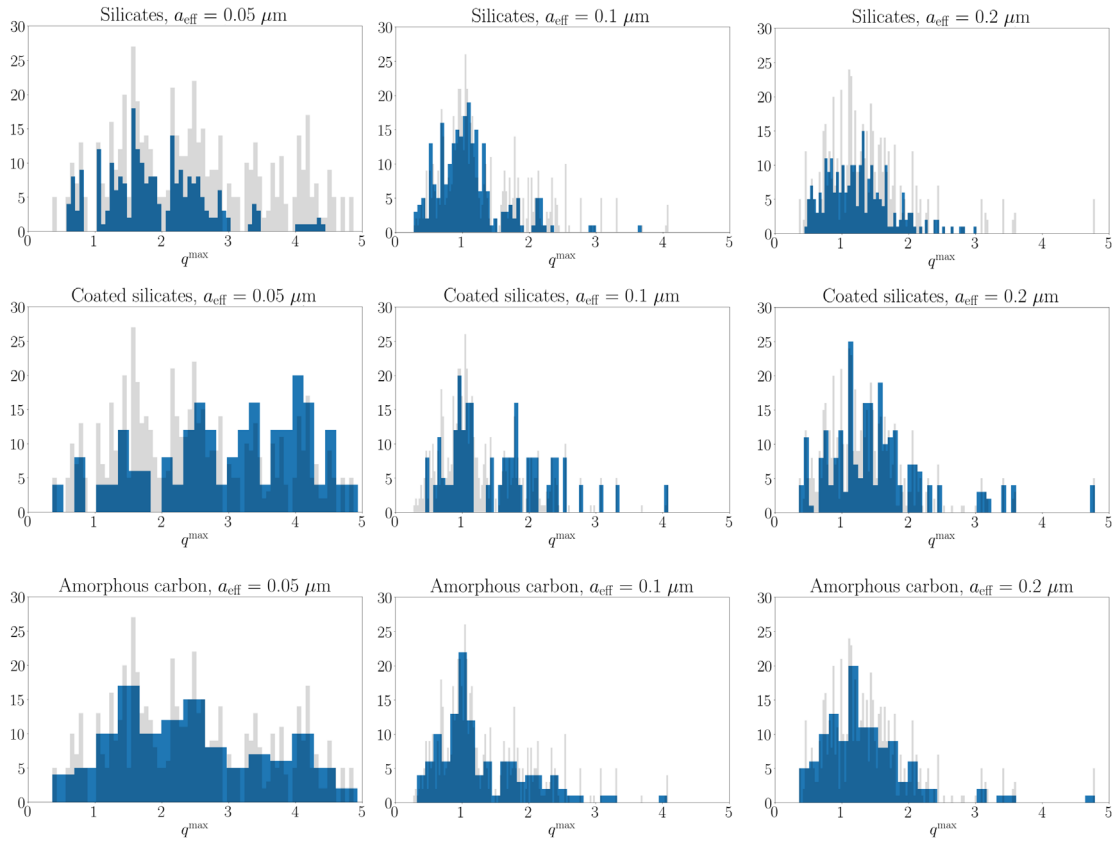 Silicates, a_eff = 0.05 μm
Silicates, a_eff = 0.1 μm
Silicates, a_eff = 0.2 μm
30
25
20
15
10
5
0
0 1 2 3 4 5
q^max
30
25
20
15
10
5
0
0 1 2 3 4 5
q^max
30
25
20
15
10
5
0
0 1 2 3 4 5
q^max
Coated silicates, a_eff = 0.05 μm
Coated silicates, a_eff = 0.1 μm
Coated silicates, a_eff = 0.2 μm
30
25
20
15
10
5
0
0 1 2 3 4 5
q^max
30
25
20
15
10
5
0
0 1 2 3 4 5
q^max
30
25
20
15
10
5
0
0 1 2 3 4 5
q^max
Amorphous carbon, a_eff = 0.05 μm
Amorphous carbon, a_eff = 0.1 μm
Amorphous carbon, a_eff = 0.2 μm
30
25
20
15
10
5
0
0 1 2 3 4 5
q^max
30
25
20
15
10
5
0
0 1 2 3 4 5
q^max
30
25
20
15
10
5
0
0 1 2 3 4 5
q^max